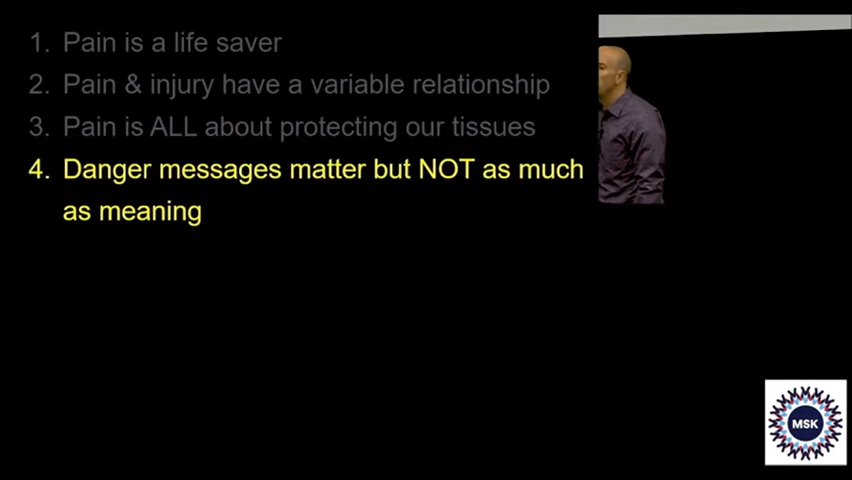 1. Pain is a life saver
2. Pain & injury have a variable relationship
3. Pain is ALL about protecting our tissues
4. Danger messages matter but NOT as much
as meaning
MSK